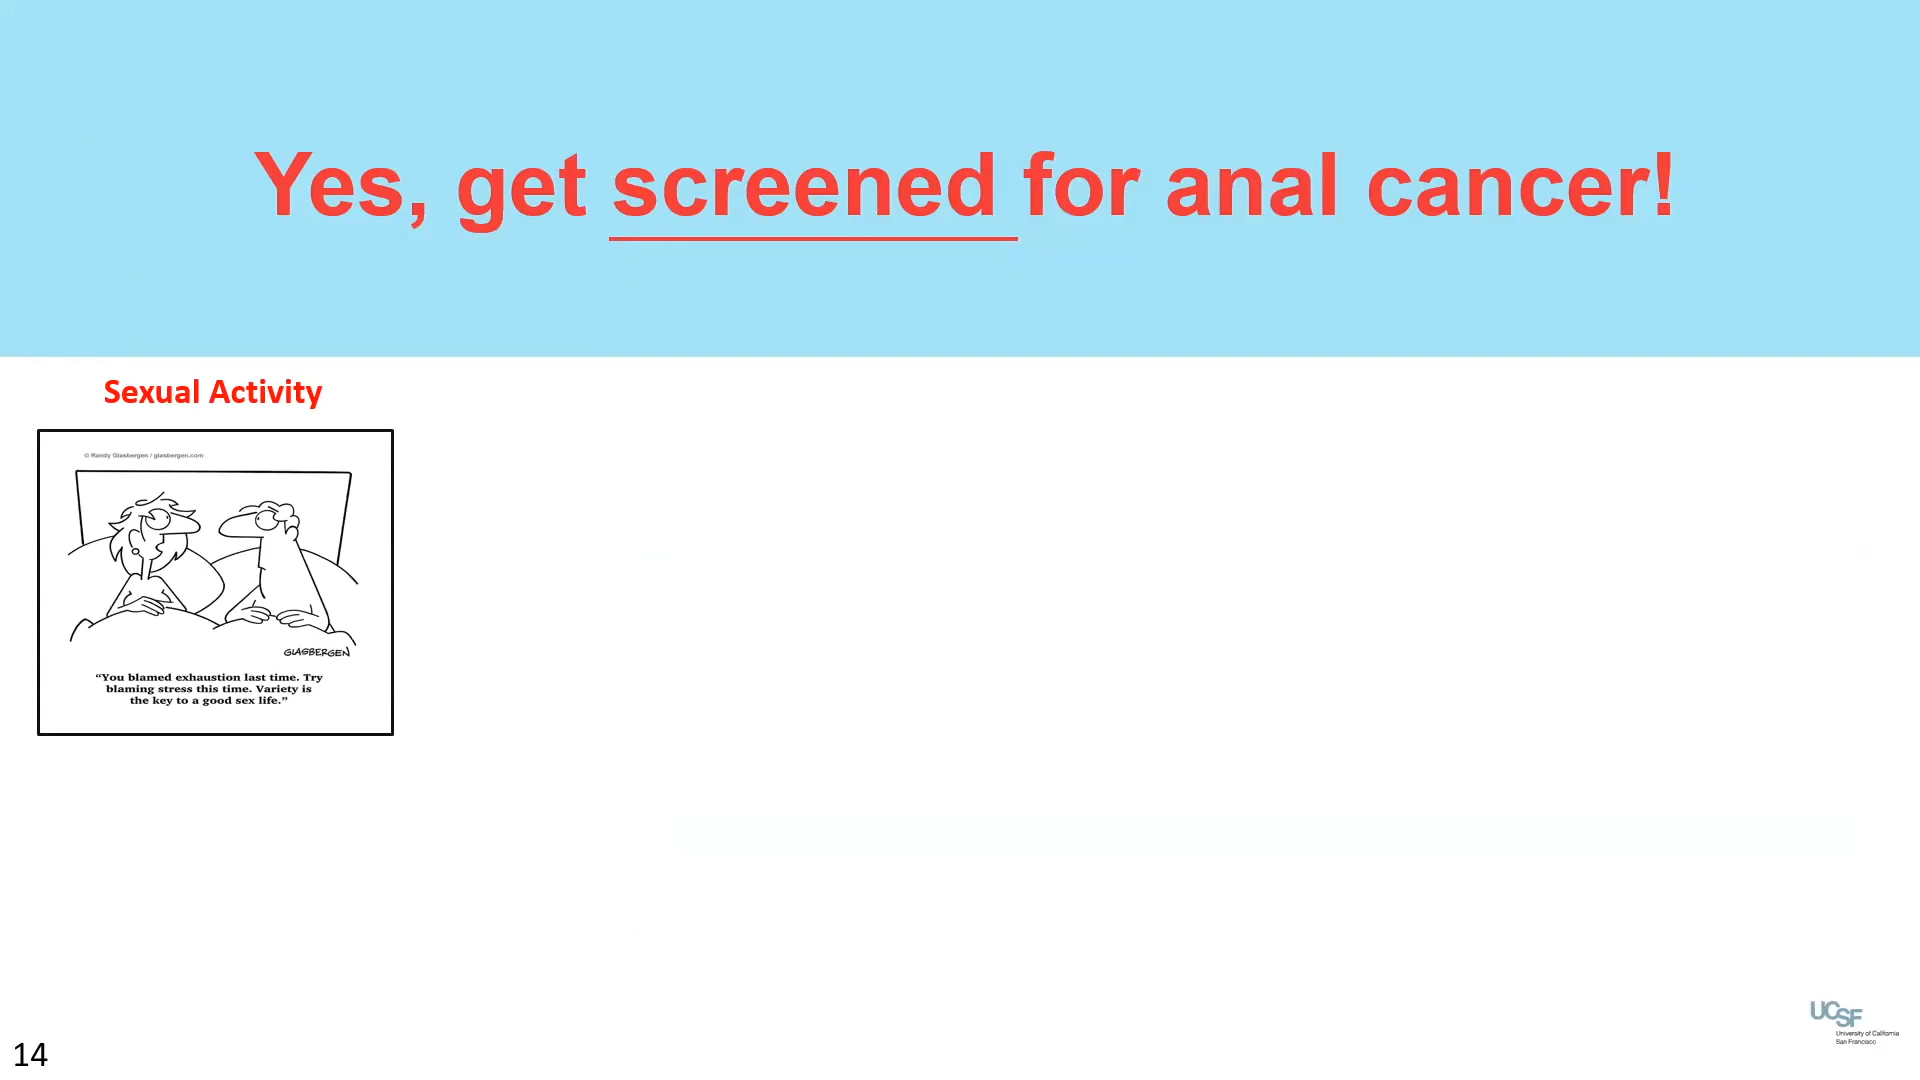 Yes, get screened for anal cancer!
Sexual Activity
© Randy Glasbergen / glasbergen.com
GLASBERGEN
“You blamed exhaustion last time. Try
blaming stress this time. Variety is
the key to a good sex life.”
UCSF
University of California
San Francisco
14